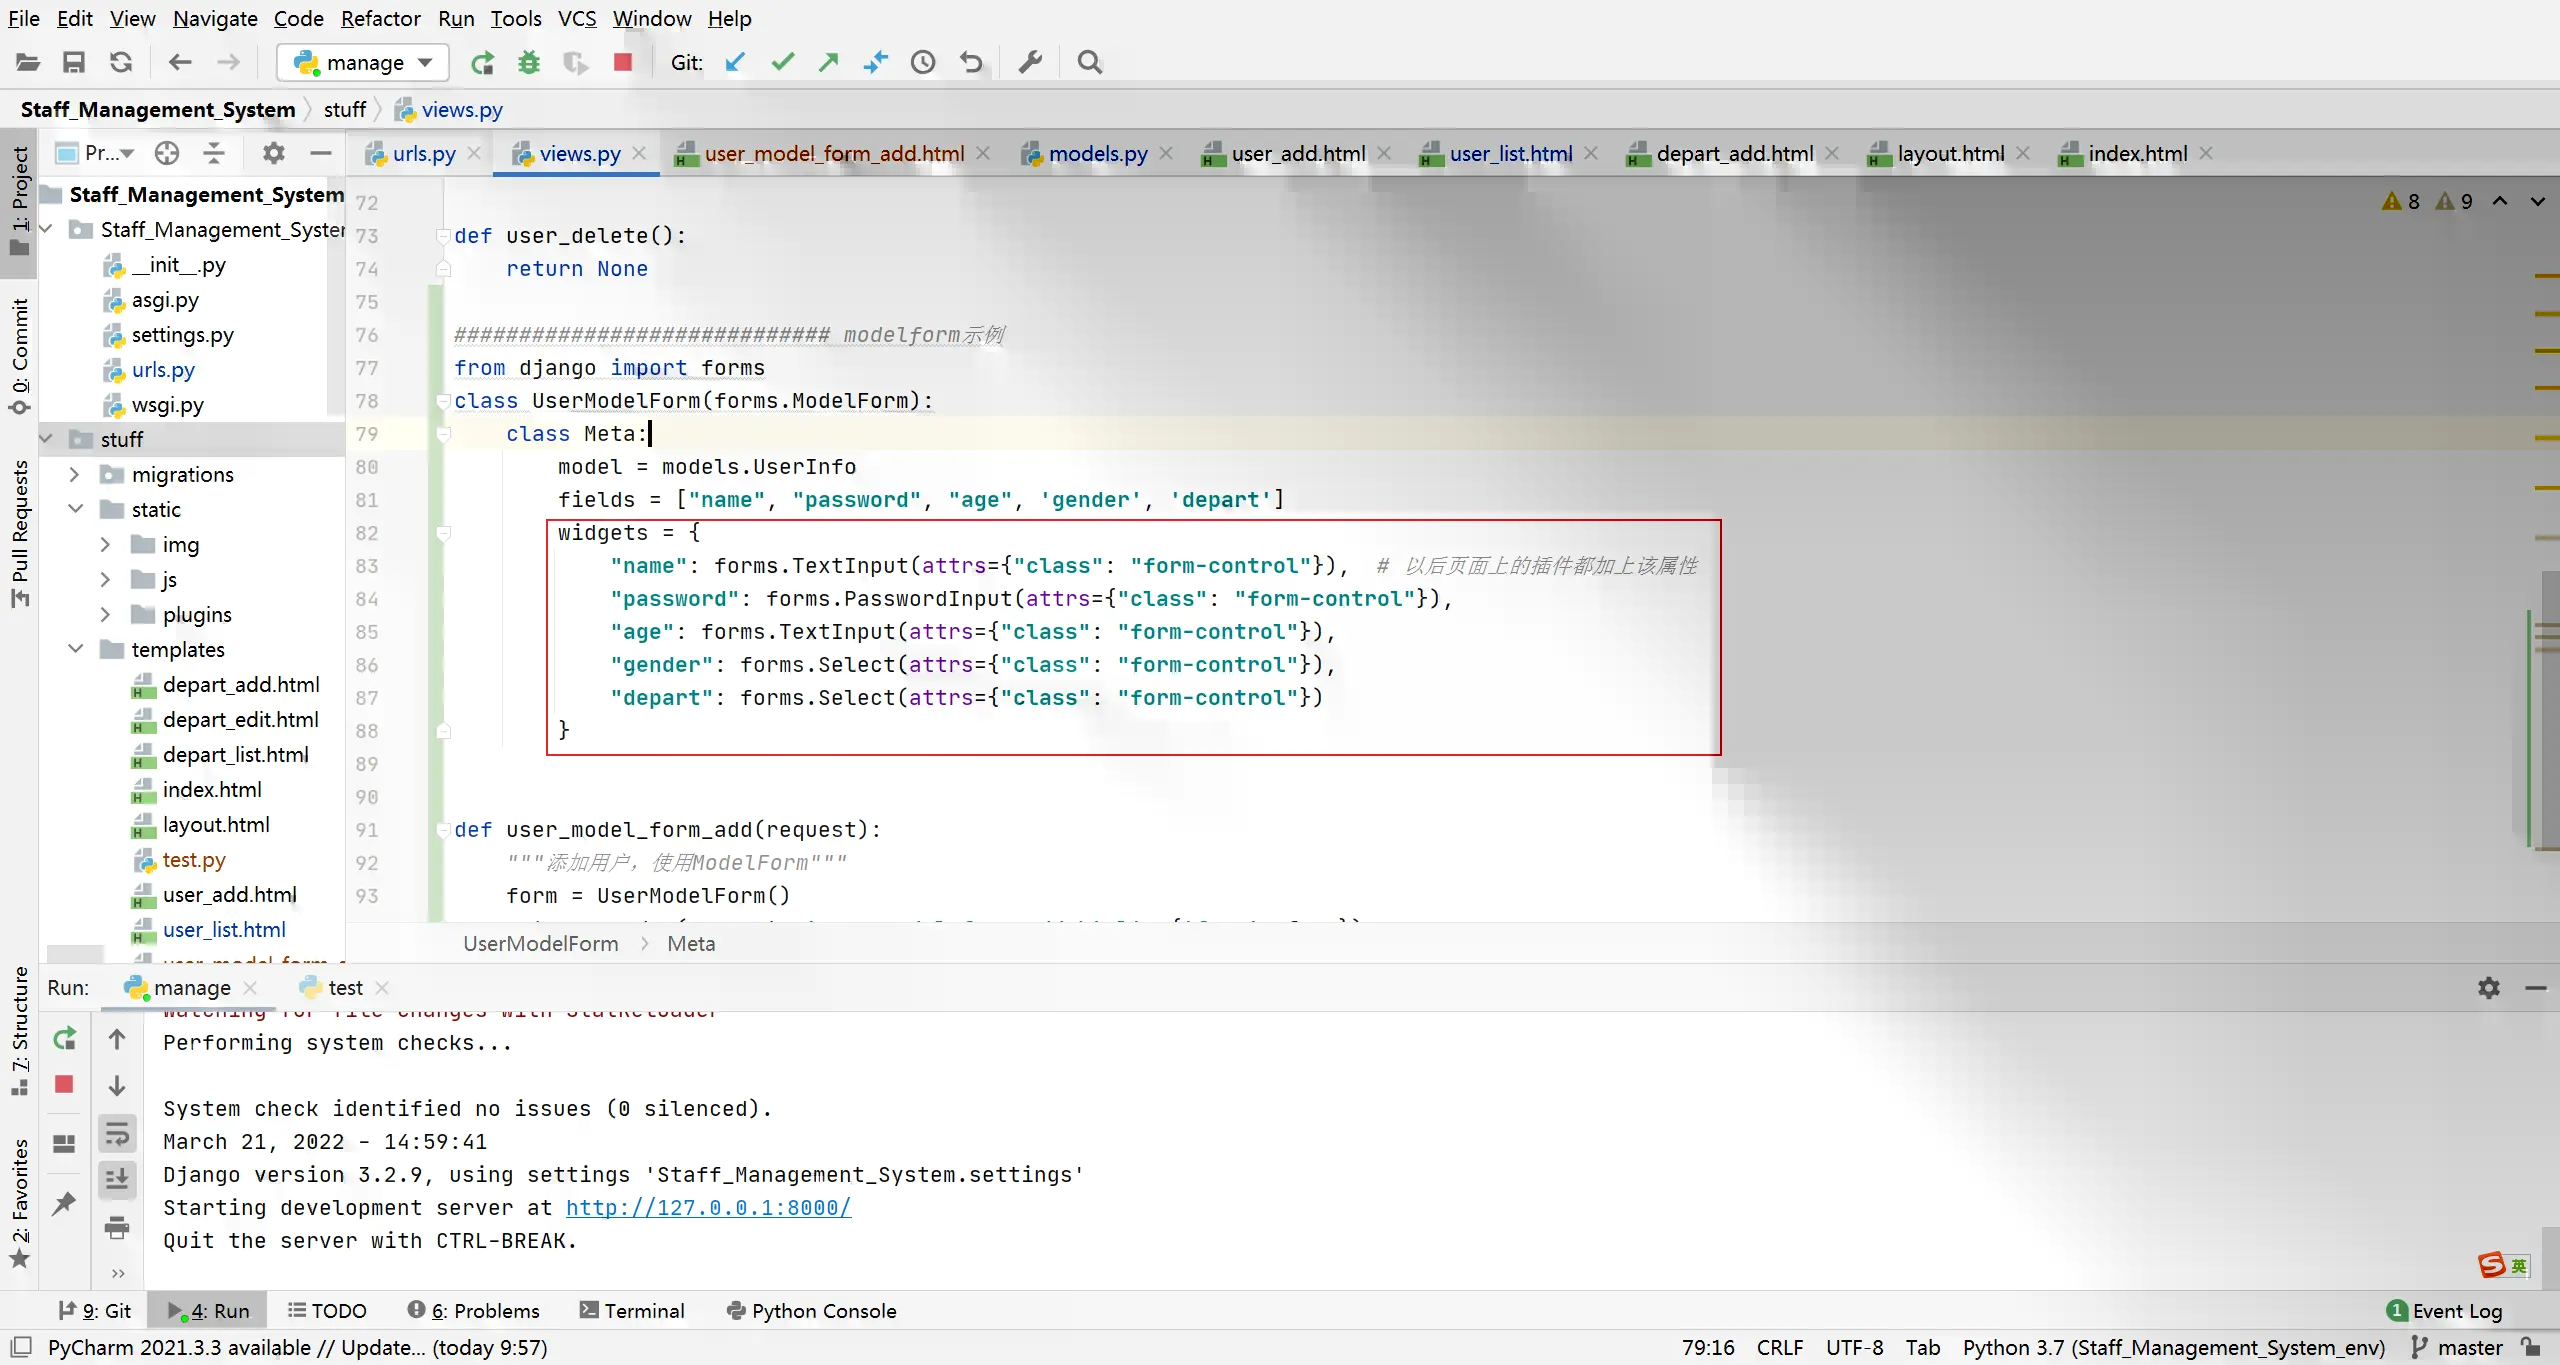 File Edit View Navigate Code Refactor Run Tools VCS Window Help
manage Git:
Staff_Management_System stuff views.py
Pr... urls.py views.py user_model_form_add.html models.py user_add.html user_list.html depart_add.html layout.html index.html
1: Project
0: Commit
Pull Requests
7: Structure
2: Favorites
Staff_Management_System
Staff_Management_System
__init__.py
asgi.py
settings.py
urls.py
wsgi.py
stuff
migrations
static
img
js
plugins
templates
depart_add.html
depart_edit.html
depart_list.html
index.html
layout.html
test.py
user_add.html
user_list.html
8 9
72
73 def user_delete():
74 return None
75
76 ############################# modelform示例
77 from django import forms
78 class UserModelForm(forms.ModelForm):
79 class Meta:
80 model = models.UserInfo
81 fields = ["name", "password", "age", 'gender', 'depart']
82 widgets = {
83 "name": forms.TextInput(attrs={"class": "form-control"}), # 以后页面上的插件都加上该属性
84 "password": forms.PasswordInput(attrs={"class": "form-control"}),
85 "age": forms.TextInput(attrs={"class": "form-control"}),
86 "gender": forms.Select(attrs={"class": "form-control"}),
87 "depart": forms.Select(attrs={"class": "form-control"})
88 }
89
90
91 def user_model_form_add(request):
92 """添加用户，使用ModelForm"""
93 form = UserModelForm()
UserModelForm Meta
Run: manage test
Watching for file changes with StatReloader
Performing system checks...
System check identified no issues (0 silenced).
March 21, 2022 - 14:59:41
Django version 3.2.9, using settings 'Staff_Management_System.settings'
Starting development server at http://127.0.0.1:8000/
Quit the server with CTRL-BREAK.
S 英
9: Git 4: Run TODO 6: Problems Terminal Python Console 1 Event Log
PyCharm 2021.3.3 available // Update... (today 9:57) 79:16 CRLF UTF-8 Tab Python 3.7 (Staff_Management_System_env) master